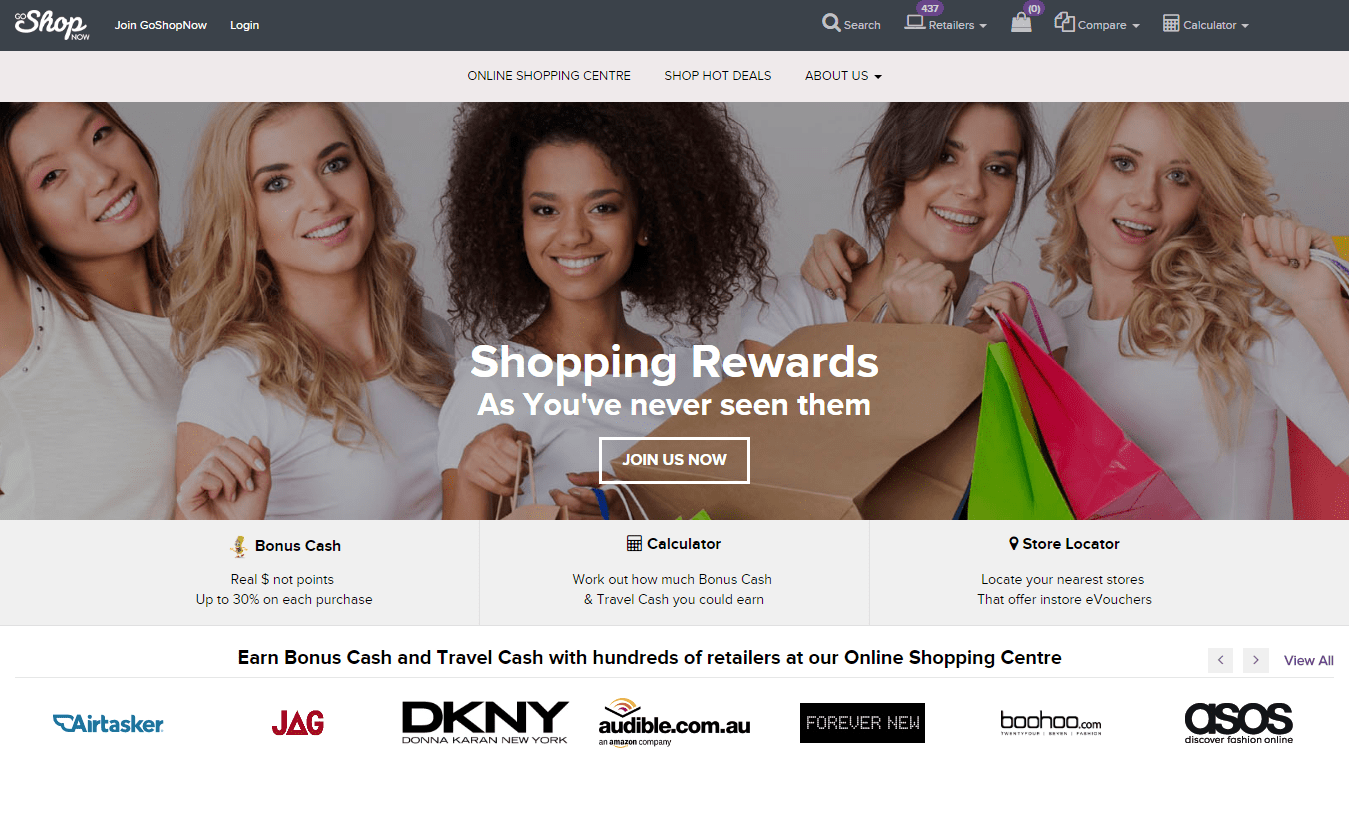 GO
Shop
NOW
Join GoShopNow
Login
Search
437
Retailers
(0)
Compare
Calculator
ONLINE SHOPPING CENTRE
SHOP HOT DEALS
ABOUT US
Shopping Rewards
As You've never seen them
JOIN US NOW
Bonus Cash
Real $ not points
Up to 30% on each purchase
Calculator
Work out how much Bonus Cash
& Travel Cash you could earn
Store Locator
Locate your nearest stores
That offer instore eVouchers
Earn Bonus Cash and Travel Cash with hundreds of retailers at our Online Shopping Centre
View All
Airtasker
JAG
DKNY
DONNA KARAN NEW YORK
audible.com.au
an amazon company
FOREVER NEW
boohoo.com
TWENTYFOUR | SEVEN | FASHION
asos
discover fashion online